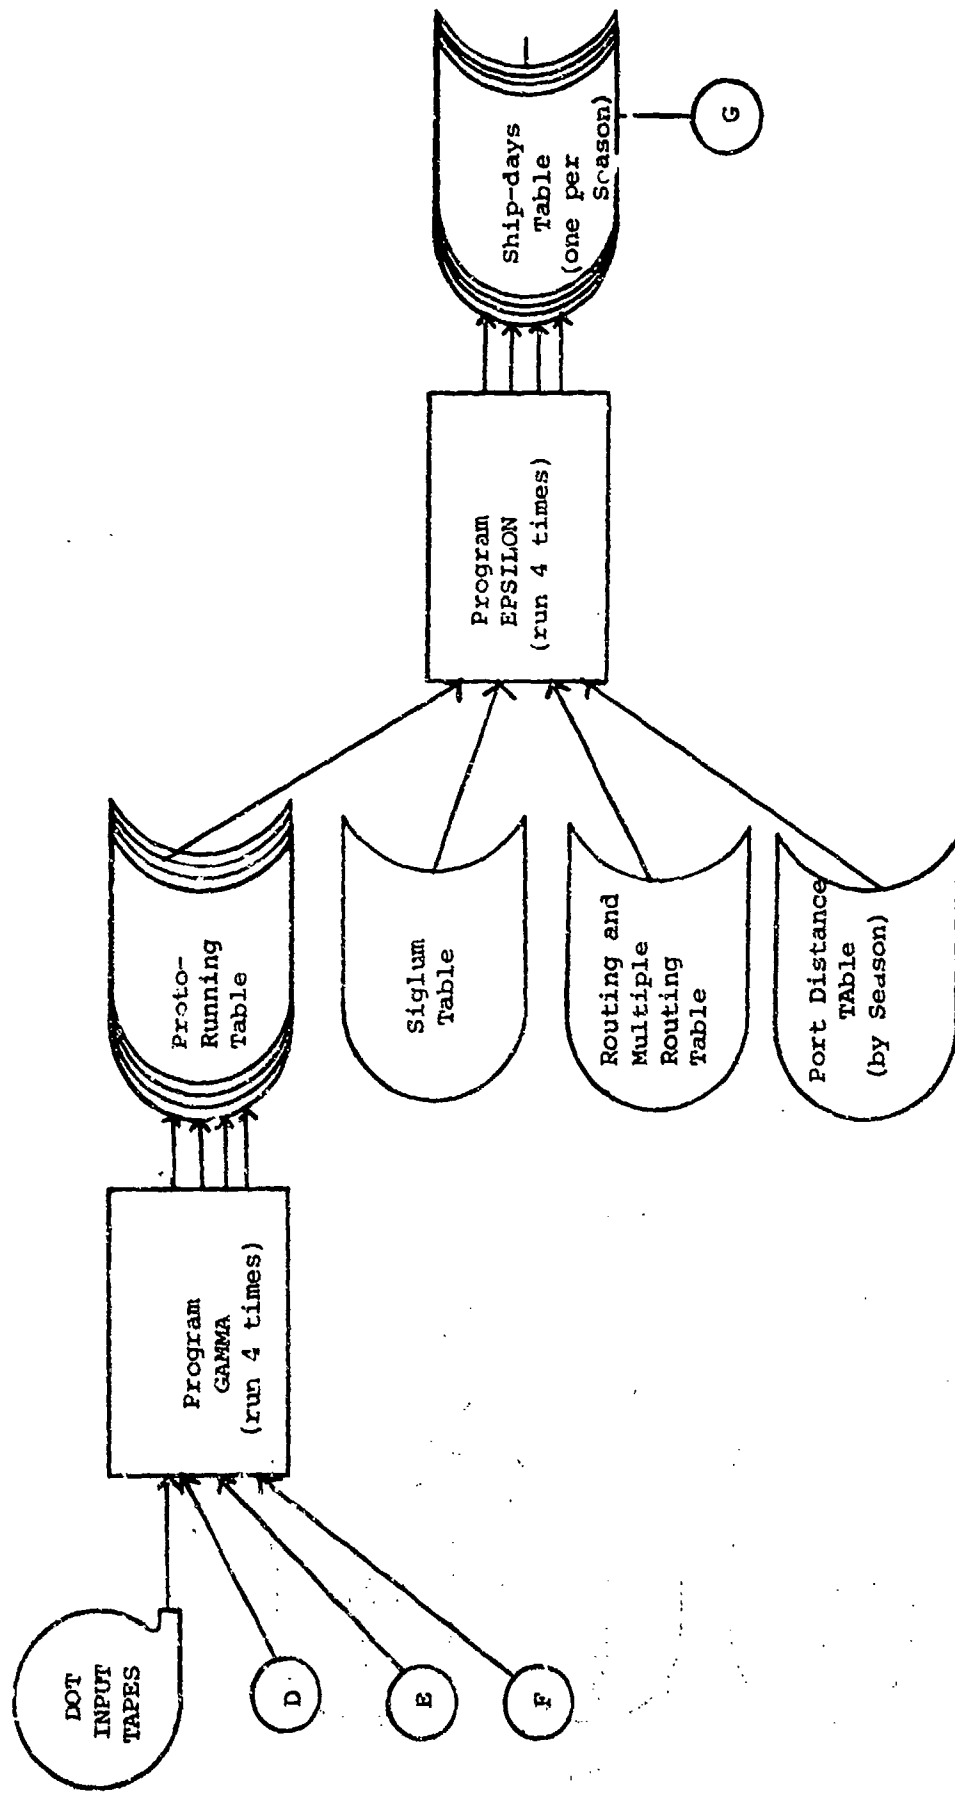 DOT
INPUT
TAPES
D
E
F
Program
GAMMA
(run 4 times)
Proto-
Running
Table
Siglum
Table
Routing and
Multiple
Routing
Table
Port Distance
TAble
(by Season)
Program
EPSILON
(run 4 times)
Ship-days
Table
(one per
Season)
G